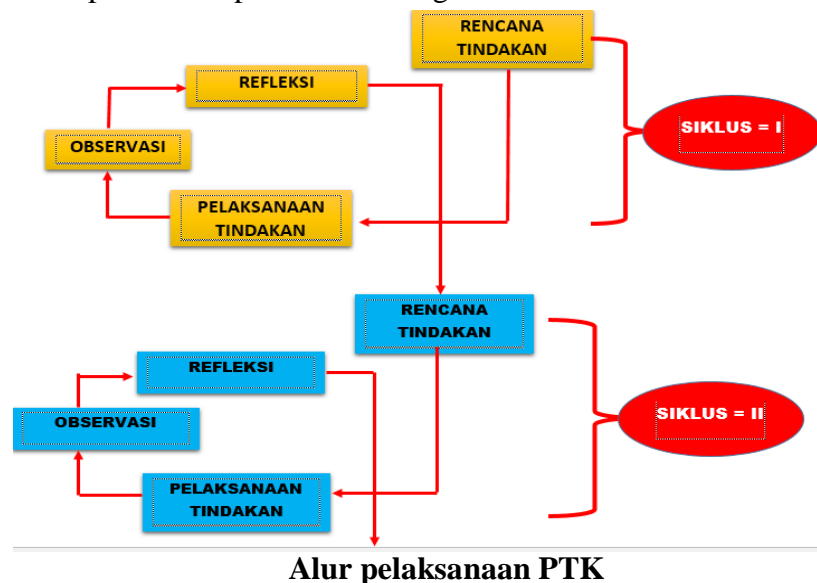 RENCANA
TINDAKAN
REFLEKSI
SIKLUS = I
OBSERVASI
PELAKSANAAN
TINDAKAN
RENCANA
TINDAKAN
REFLEKSI
SIKLUS = II
OBSERVASI
PELAKSANAAN
TINDAKAN
Alur pelaksanaan PTK